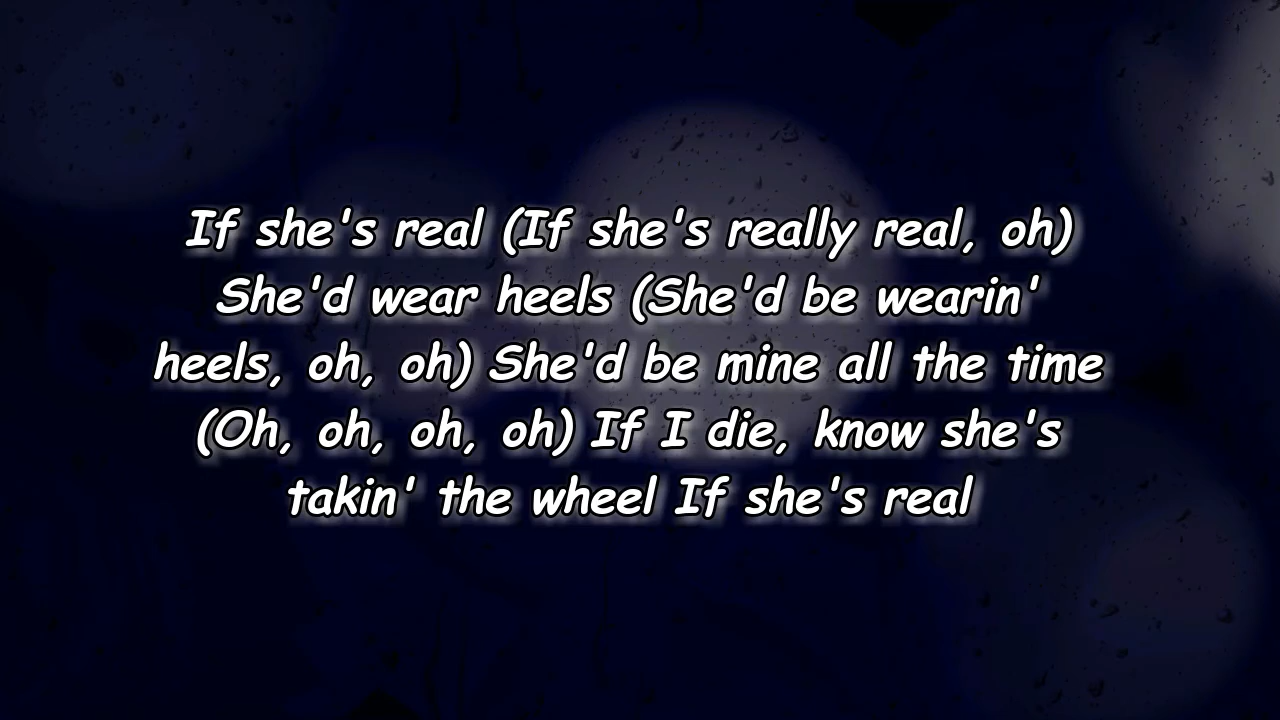 If she's real (If she's really real, oh)
She'd wear heels (She'd be wearin'
heels, oh, oh) She'd be mine all the time
(Oh, oh, oh, oh) If I die, know she's
takin' the wheel If she's real